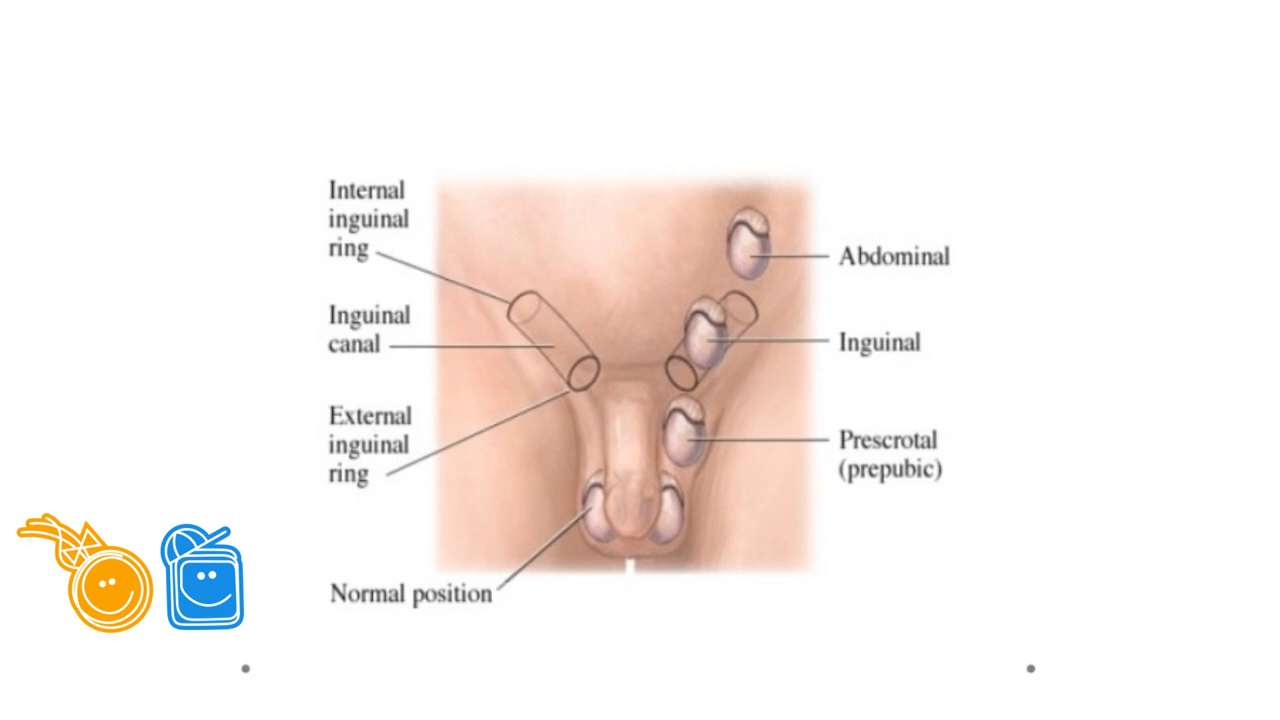 Internal
inguinal
ring
Inguinal
canal
External
inguinal
ring
Normal position
Abdominal
Inguinal
Prescrotal
(prepubic)